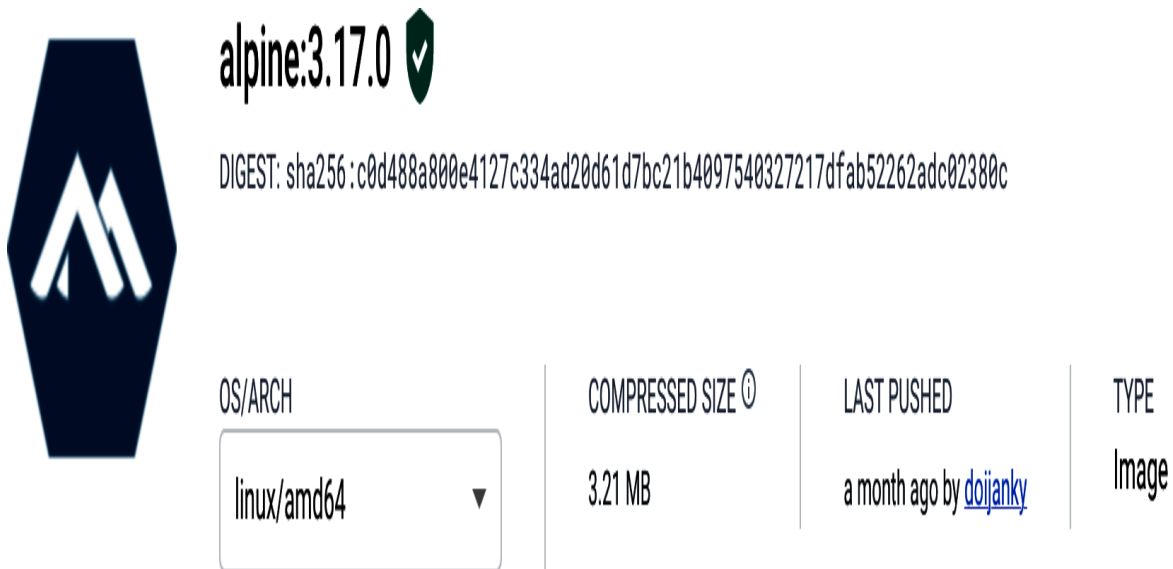 alpine:3.17.0
DIGEST: sha256:c0d488a800e4127c334ad20d61d7bc21b4097540327217dfab52262adc02380c
OS/ARCH
COMPRESSED SIZE
LAST PUSHED
TYPE
linux/amd64
3.21 MB
a month ago by doijanky
Image